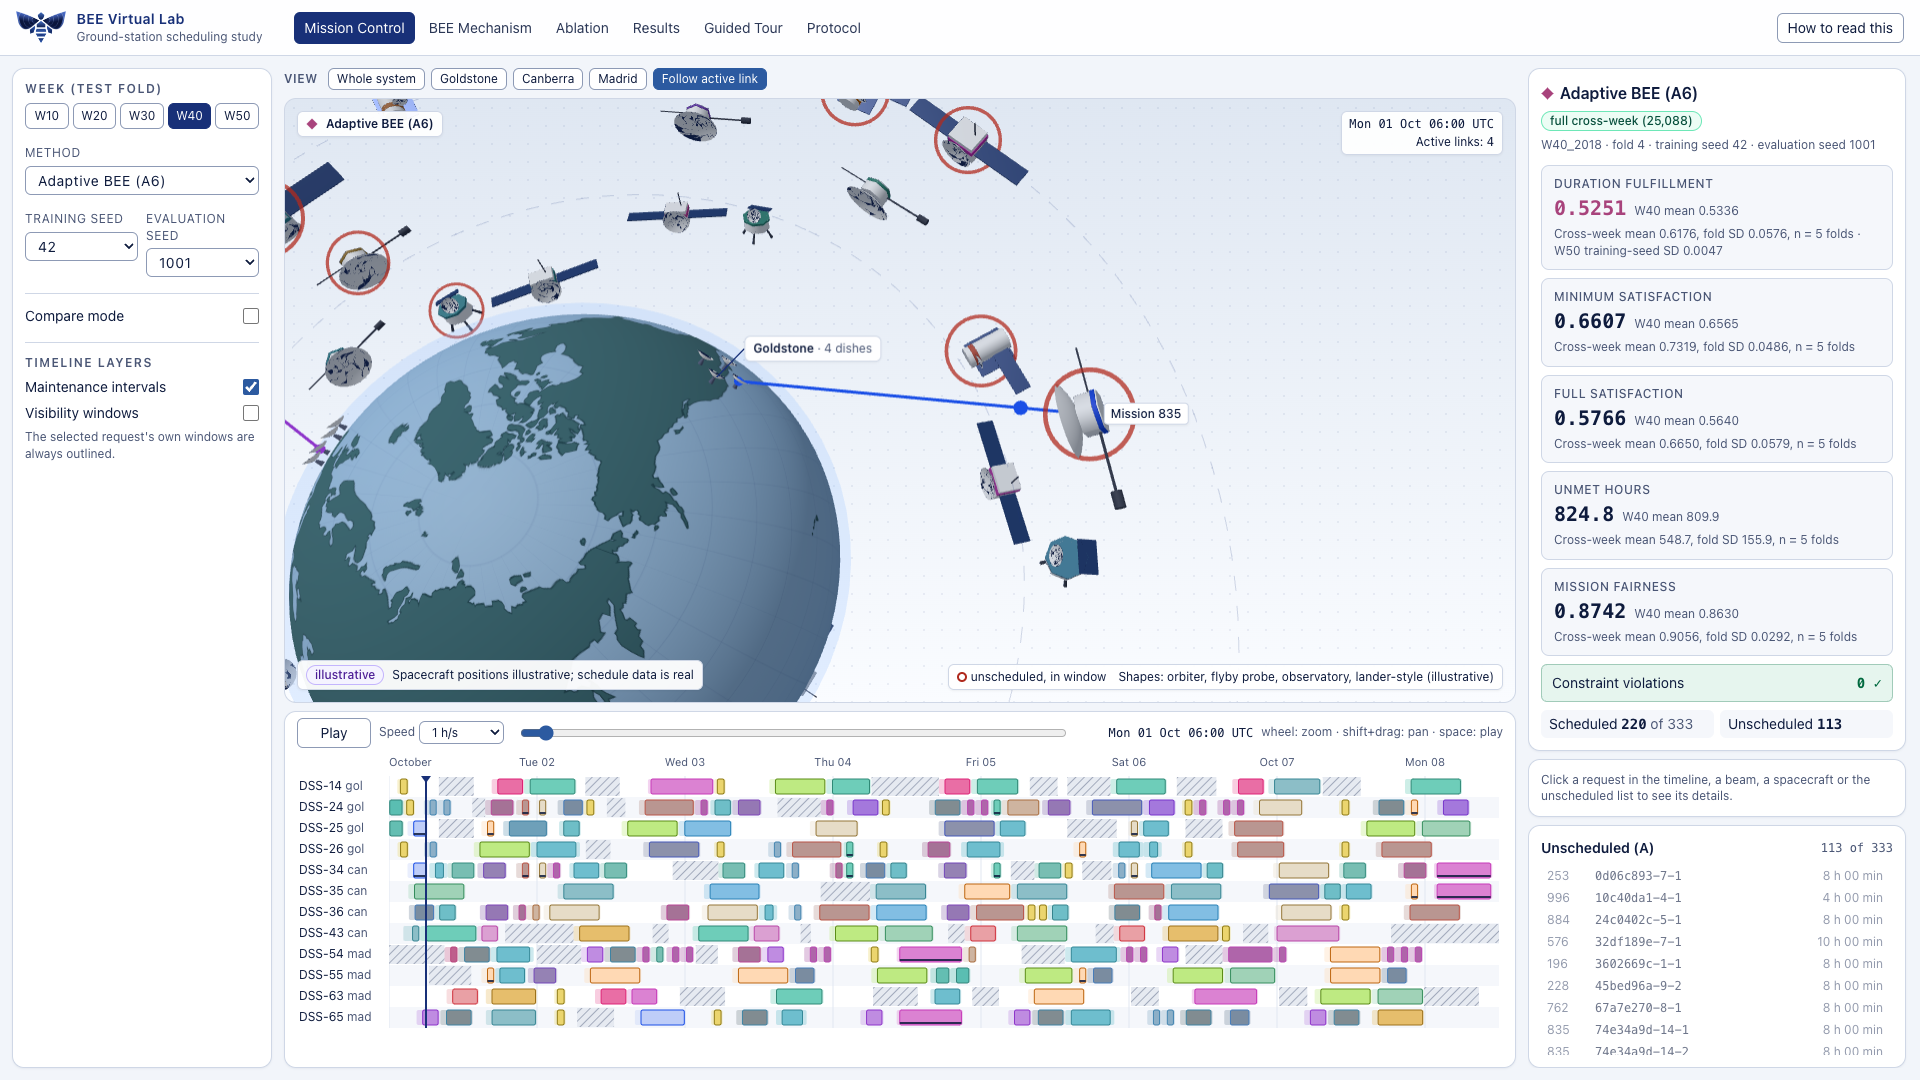 BEE Virtual Lab
Ground-station scheduling study
Mission Control
BEE Mechanism
Ablation
Results
Guided Tour
Protocol
How to read this
WEEK (TEST FOLD)
W10 W20 W30 W40 W50
METHOD
Adaptive BEE (A6)
TRAINING SEED
42
EVALUATION
SEED
1001
Compare mode
TIMELINE LAYERS
Maintenance intervals
Visibility windows
The selected request's own windows are
always outlined.
VIEW Whole system Goldstone Canberra Madrid Follow active link
Adaptive BEE (A6)
Mon 01 Oct 06:00 UTC
Active links: 4
Goldstone · 4 dishes
Mission 835
illustrative Spacecraft positions illustrative; schedule data is real
unscheduled, in window Shapes: orbiter, flyby probe, observatory, lander-style (illustrative)
Play Speed 1 h/s Mon 01 Oct 06:00 UTC wheel: zoom · shift+drag: pan · space: play
October Tue 02 Wed 03 Thu 04 Fri 05 Sat 06 Oct 07 Mon 08
DSS-14 gol
DSS-24 gol
DSS-25 gol
DSS-26 gol
DSS-34 can
DSS-35 can
DSS-36 can
DSS-43 can
DSS-54 mad
DSS-55 mad
DSS-63 mad
DSS-65 mad
Adaptive BEE (A6)
full cross-week (25,088)
W40_2018 · fold 4 · training seed 42 · evaluation seed 1001
DURATION FULFILLMENT
0.5251 W40 mean 0.5336
Cross-week mean 0.6176, fold SD 0.0576, n = 5 folds ·
W50 training-seed SD 0.0047
MINIMUM SATISFACTION
0.6607 W40 mean 0.6565
Cross-week mean 0.7319, fold SD 0.0486, n = 5 folds
FULL SATISFACTION
0.5766 W40 mean 0.5640
Cross-week mean 0.6650, fold SD 0.0579, n = 5 folds
UNMET HOURS
824.8 W40 mean 809.9
Cross-week mean 548.7, fold SD 155.9, n = 5 folds
MISSION FAIRNESS
0.8742 W40 mean 0.8630
Cross-week mean 0.9056, fold SD 0.0292, n = 5 folds
Constraint violations 0 ✓
Scheduled 220 of 333 Unscheduled 113
Click a request in the timeline, a beam, a spacecraft or the
unscheduled list to see its details.
Unscheduled (A) 113 of 333
253 0d06c893-7-1 8 h 00 min
996 10c40da1-4-1 4 h 00 min
884 24c0402c-5-1 8 h 00 min
576 32df189e-7-1 10 h 00 min
196 3602669c-1-1 8 h 00 min
228 45bed96a-9-2 8 h 00 min
762 67a7e270-8-1 8 h 00 min
835 74e34a9d-14-1 8 h 00 min
835 74e34a9d-14-2 8 h 00 min